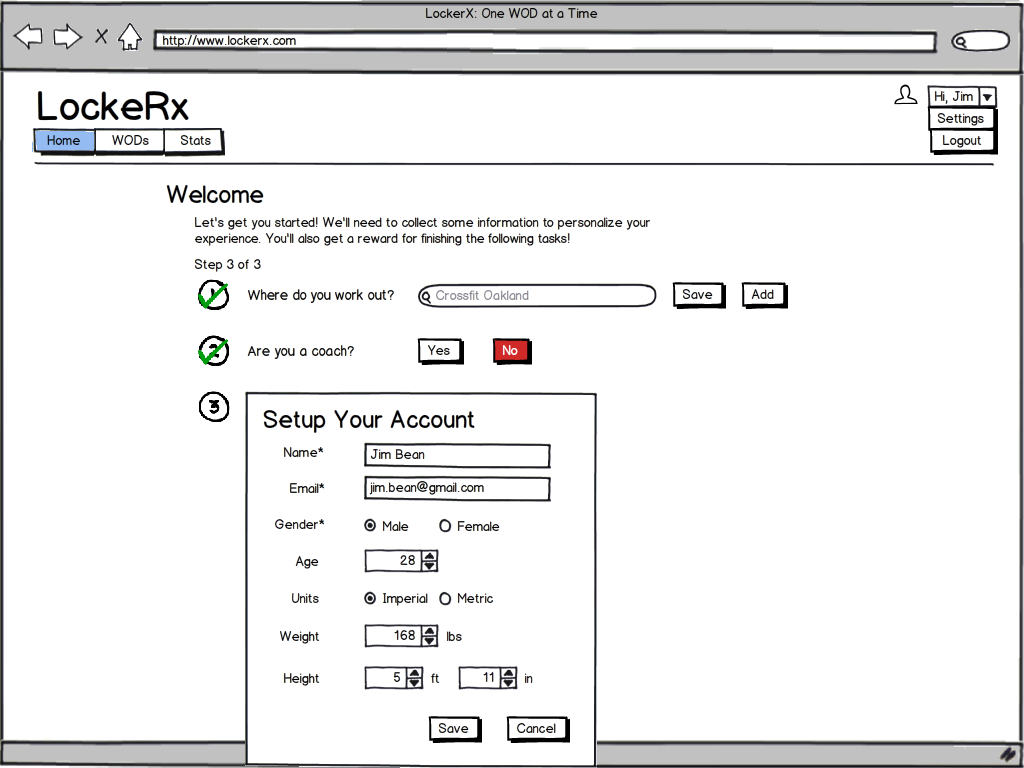 LockerX: One WOD at a Time
http://www.lockerx.com
LockeRx
Hi, Jim
Settings
Logout
Home WODs Stats
Welcome
Let's get you started! We'll need to collect some information to personalize your
experience. You'll also get a reward for finishing the following tasks!
Step 3 of 3
1 Where do you work out? Crossfit Oakland Save Add
2 Are you a coach? Yes No
3
Setup Your Account
Name* Jim Bean
Email* jim.bean@gmail.com
Gender* Male Female
Age 28
Units Imperial Metric
Weight 168 lbs
Height 5 ft 11 in
Save Cancel